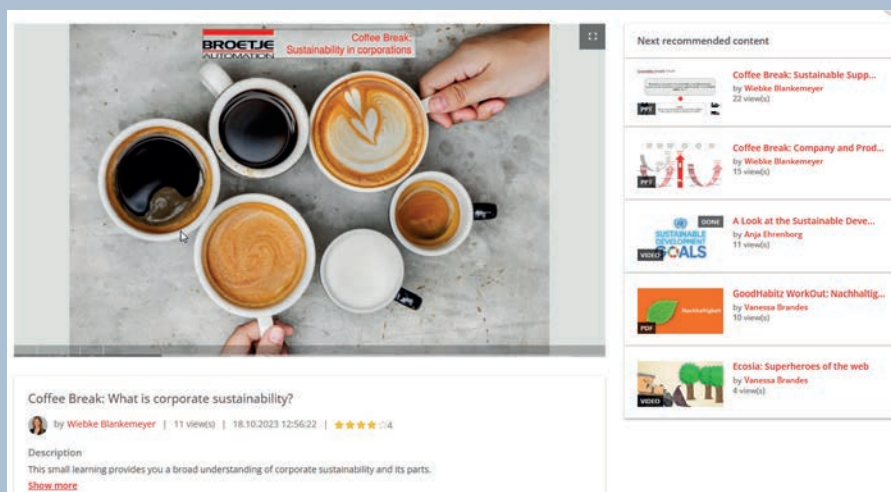 BROETJE
AUTOMATION
Coffee Break:
Sustainability in corporations
Coffee Break: What is corporate sustainability?
by Wiebke Blankemeyer | 11 view(s) | 18.10.2023 12:56:22 | 4
Description
This small learning provides you a broad understanding of corporate sustainability and its parts.
Show more
Next recommended content
PPT
Coffee Break: Sustainable Supp...
by Wiebke Blankemeyer
22 view(s)
PPT
Coffee Break: Company and Prod...
by Wiebke Blankemeyer
15 view(s)
DONE
SUSTAINABLE
DEVELOPMENT
GOALS
VIDEO
A Look at the Sustainable Deve...
by Anja Ehrenborg
11 view(s)
Nachhaltigkeit
PDF
GoodHabitz WorkOut: Nachhaltig...
by Vanessa Brandes
10 view(s)
VIDEO
Ecosia: Superheroes of the web
by Vanessa Brandes
4 view(s)